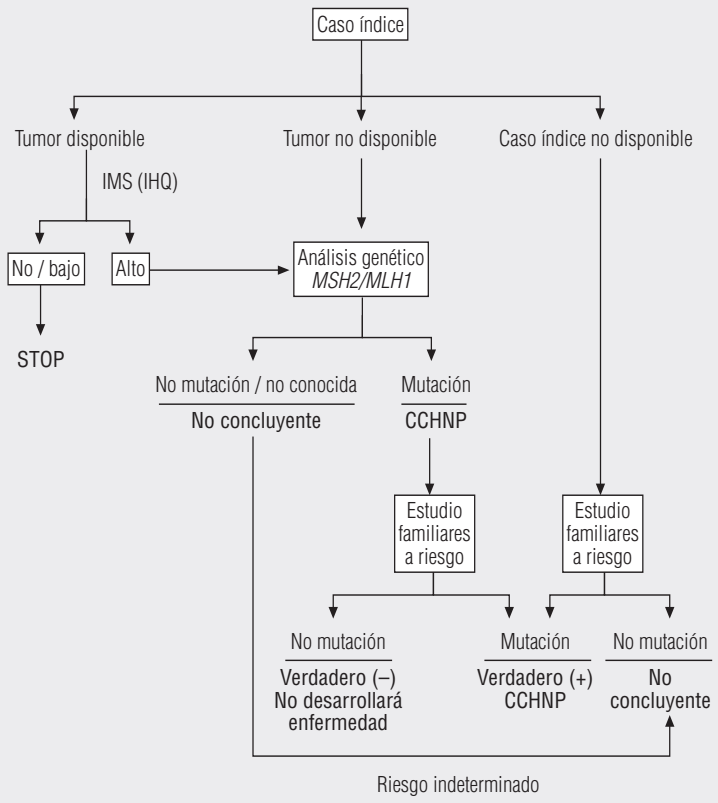 Caso índice
Tumor disponible
Tumor no disponible
Caso índice no disponible
IMS (IHQ)
No / bajo
Alto
Análisis genético
MSH2/MLH1
STOP
No mutación / no conocida
No concluyente
Mutación
CCHNP
Estudio
familiares
a riesgo
Estudio
familiares
a riesgo
No mutación
Verdadero (–)
No desarrollará
enfermedad
Mutación
Verdadero (+)
CCHNP
No mutación
No
concluyente
Riesgo indeterminado